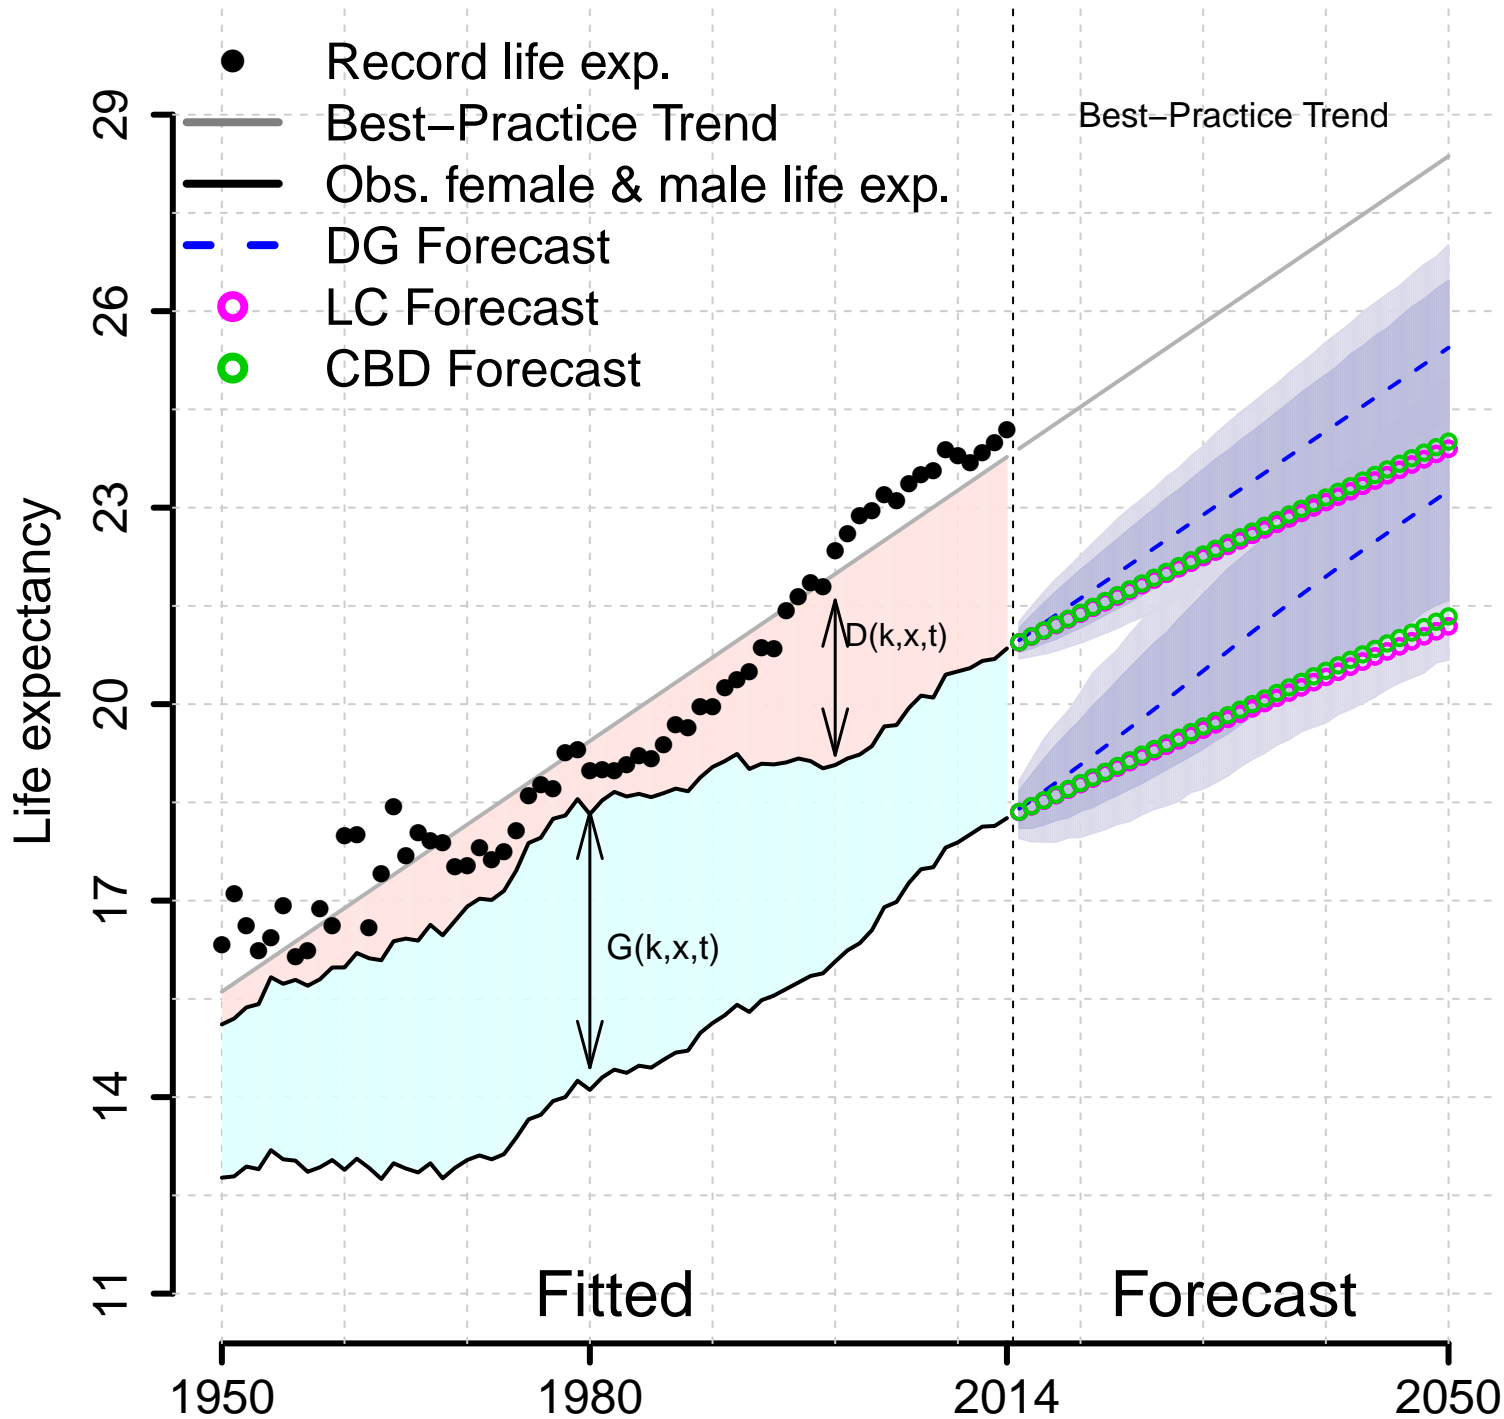 Record life exp.
Best−Practice Trend
Obs. female & male life exp.
DG Forecast
LC Forecast
CBD Forecast
Best−Practice Trend
Life expectancy
29
26
23
20
17
14
11
D(k,x,t)
G(k,x,t)
Fitted
Forecast
1950
1980
2014
2050